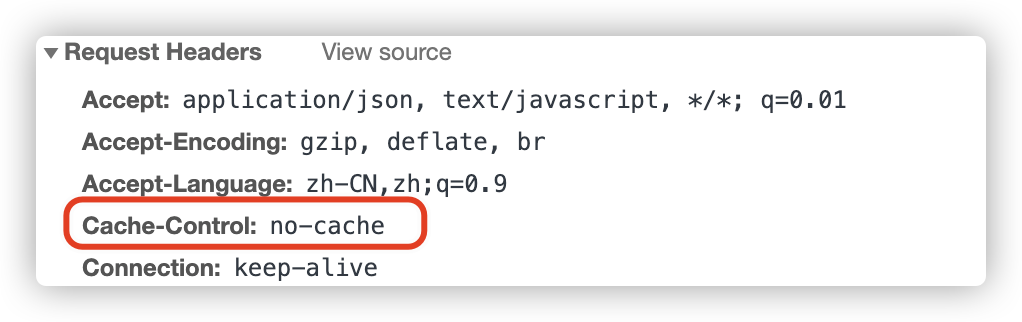 Request Headers View source
Accept: application/json, text/javascript, */*; q=0.01
Accept-Encoding: gzip, deflate, br
Accept-Language: zh-CN,zh;q=0.9
Cache-Control: no-cache
Connection: keep-alive